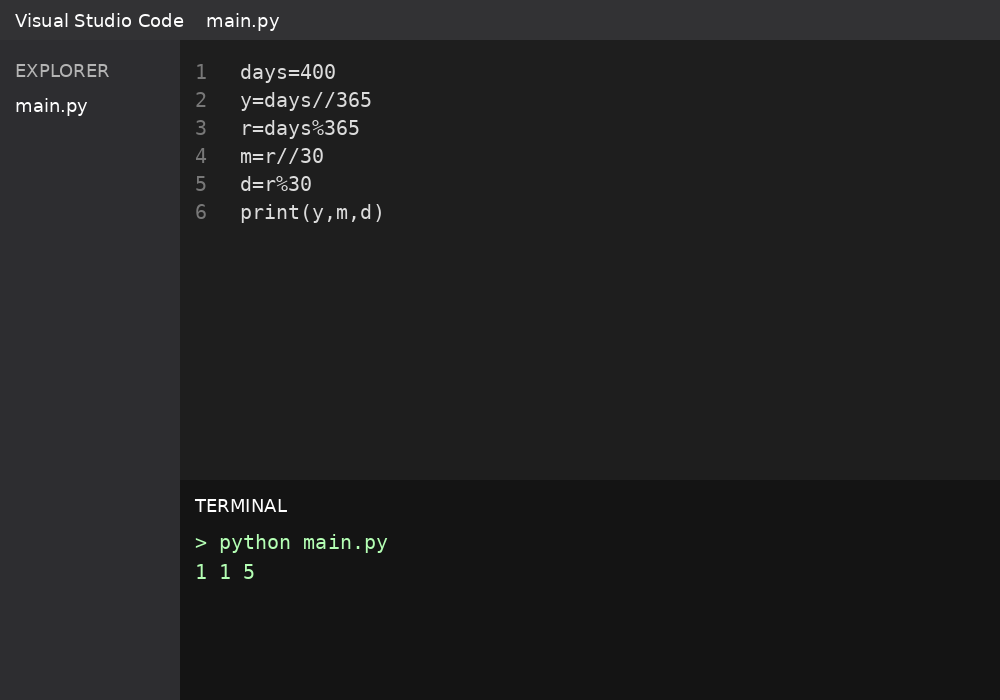 Visual Studio Code main.py
EXPLORER
main.py
1 days=400
2 y=days//365
3 r=days%365
4 m=r//30
5 d=r%30
6 print(y,m,d)
TERMINAL
> python main.py
1 1 5